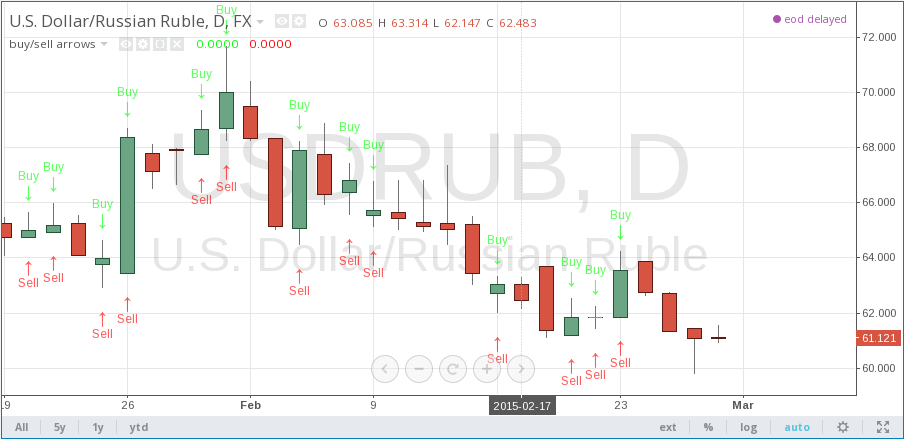 U.S. Dollar/Russian Ruble, D, FX O 63.085 H 63.314 L 62.147 C 62.483 eod delayed
buy/sell arrows 0.0000 0.0000
Buy
72.000
Buy
Buy
70.000
Buy
Buy
Buy
68.000
Buy
Buy
Sell
Sell
USDRUB, D
66.000
Buy
Buy
Buy
U.S. Dollar/Russian Ruble
64.000
Sell
Sell
Sell
Sell
Sell
Buy
Buy
62.000
Sell
Sell
61.121
Sell
Sell
Sell
Sell
60.000
19 26 Feb 9 2015-02-17 23 Mar
All 5y 1y ytd ext % log auto